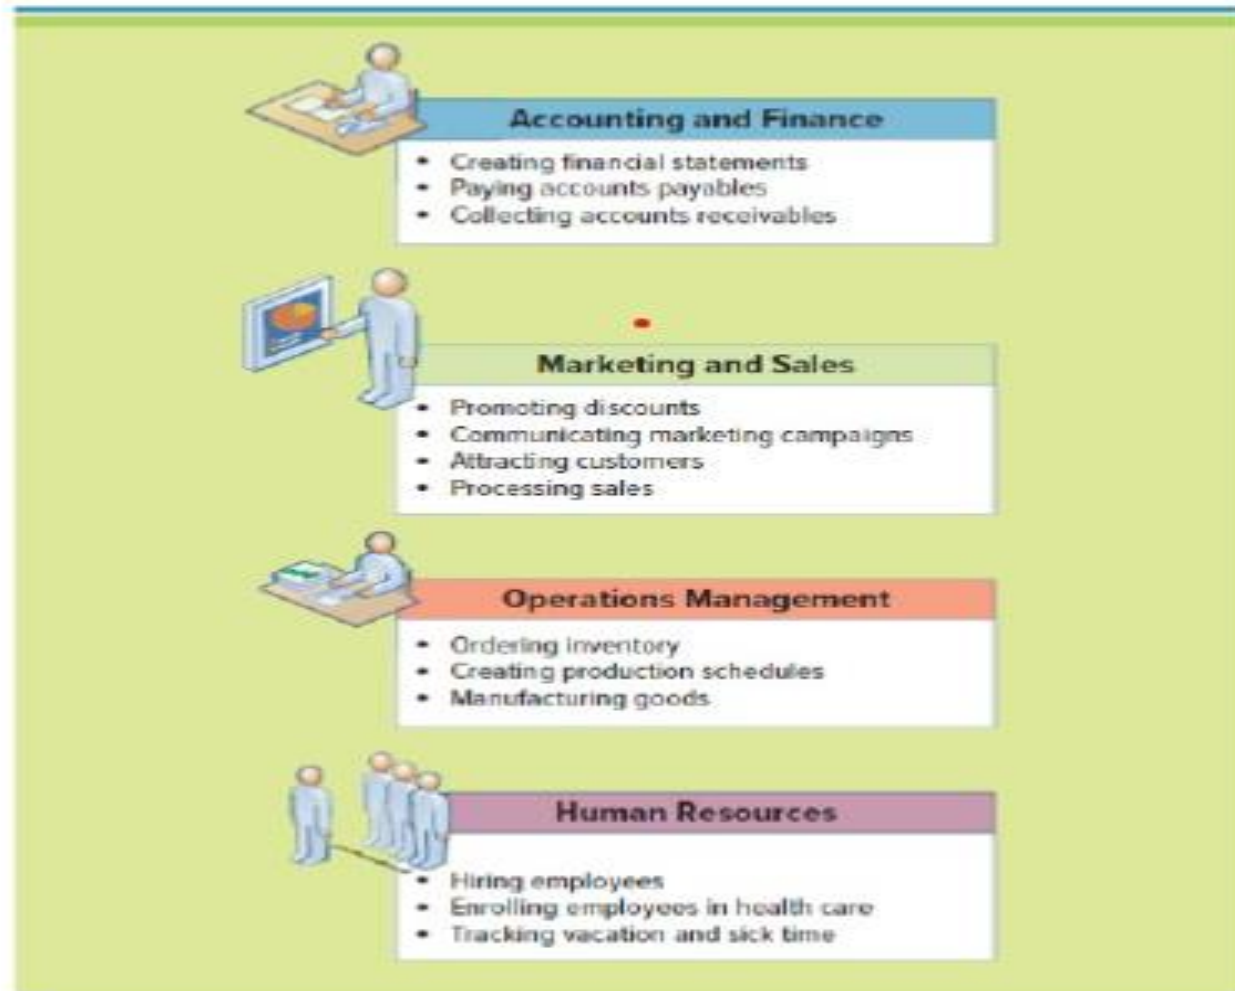 Accounting and Finance
• Creating financial statements
• Paying accounts payables
• Collecting accounts receivables
Marketing and Sales
• Promoting discounts
• Communicating marketing campaigns
• Attracting customers
• Processing sales
Operations Management
• Ordering inventory
• Creating production schedules
• Manufacturing goods
Human Resources
• Hiring employees
• Enrolling employees in health care
• Tracking vacation and sick time